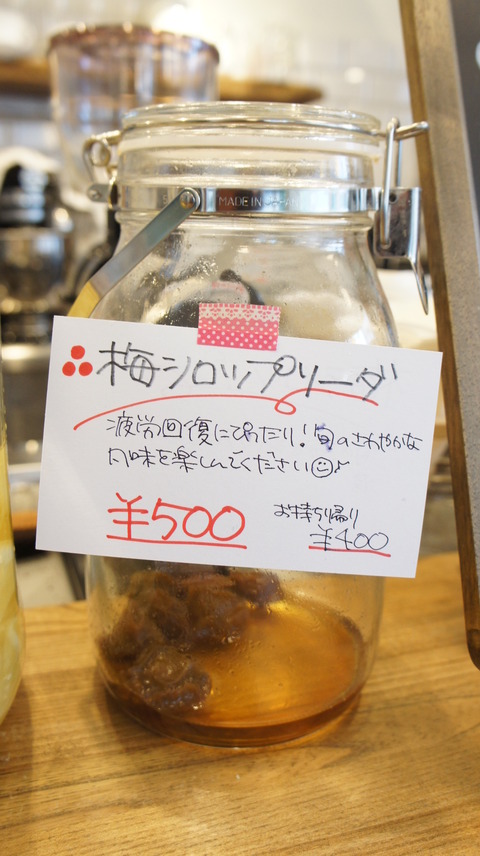 MADE IN JAPAN
梅シロップソーダ
疲労回復にぴったり!旬のさわやかな
風味を楽しんでください♪
¥500
お持ち帰り
¥400